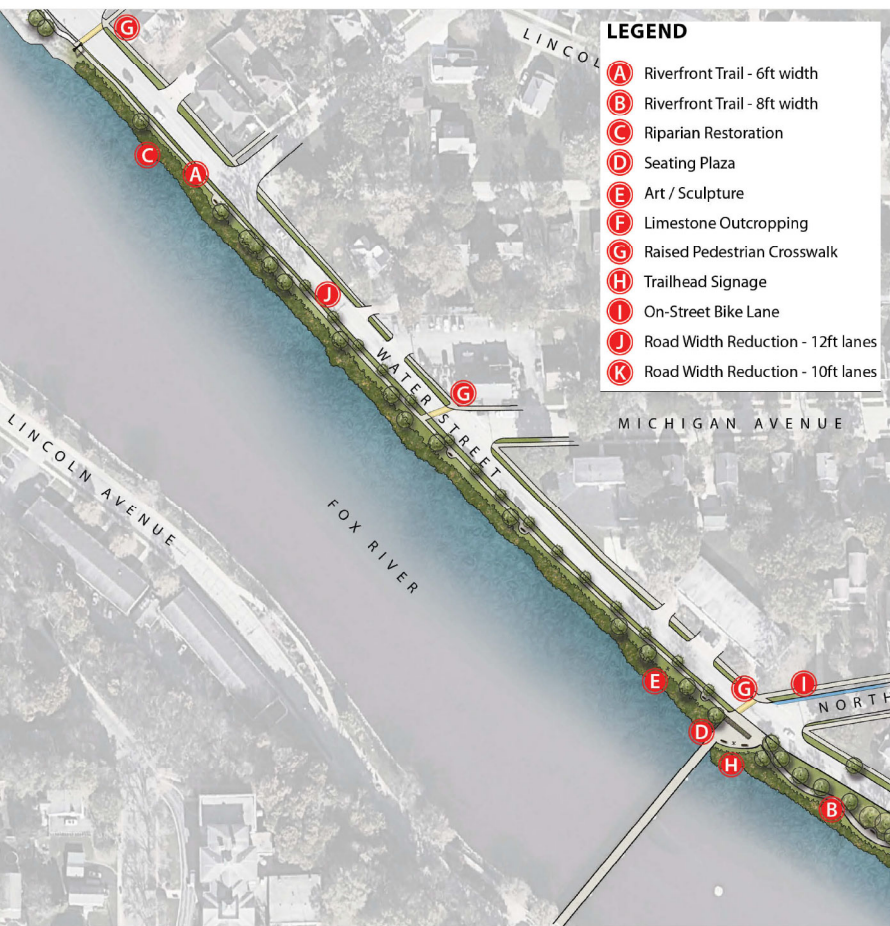 LEGEND
A Riverfront Trail - 6ft width
B Riverfront Trail - 8ft width
C Riparian Restoration
D Seating Plaza
E Art / Sculpture
F Limestone Outcropping
G Raised Pedestrian Crosswalk
H Trailhead Signage
I On-Street Bike Lane
J Road Width Reduction - 12ft lanes
K Road Width Reduction - 10ft lanes
G
LINCOL
C
A
J
WATER STREET
G
MICHIGAN AVENUE
LINCOLN AVENUE
FOX RIVER
E
G
I
NORTH
D
H
B